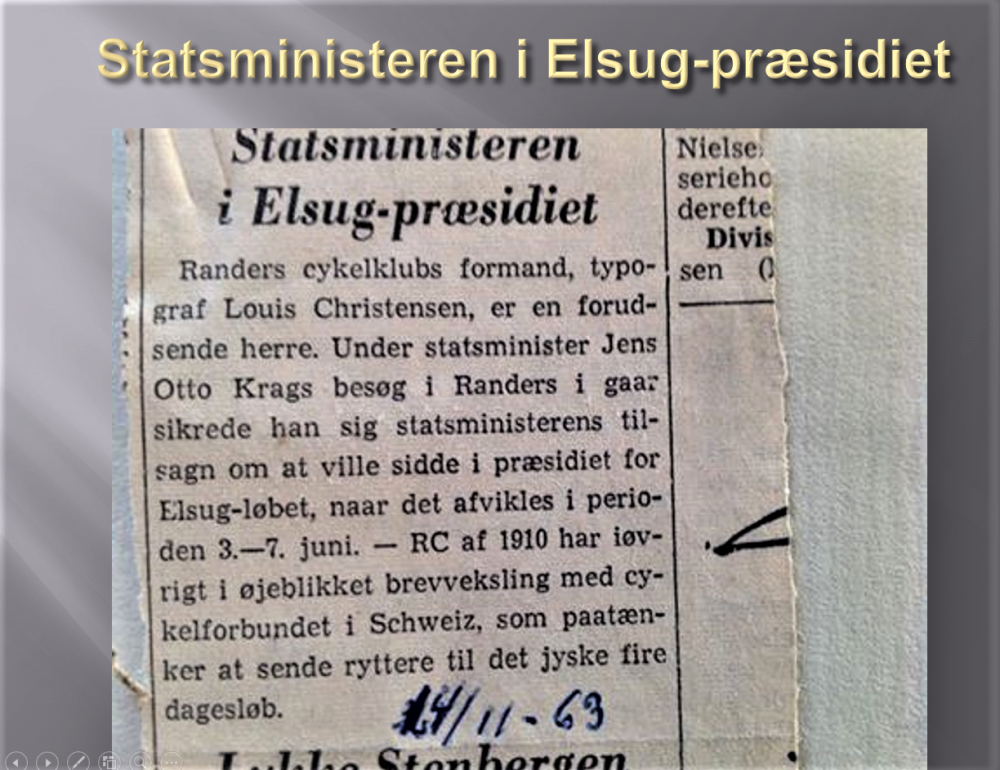 Statsministeren i Elsug-præsidiet
Statsministeren
i Elsug-præsidiet
Randers cykelklubs formand, typo-
graf Louis Christensen, er en forud-
sende herre. Under statsminister Jens
Otto Krags besøg i Randers i gaar
sikrede han sig statsministerens til-
sagn om at ville sidde i præsidiet for
Elsug-løbet, naar det afvikles i perio-
den 3.—7. juni. — RC af 1910 har iøv-
rigt i øjeblikket brevveksling med cy-
kelforbundet i Schweiz, som paatæn-
ker at sende ryttere til det jyske fire
dagesløb.
14/11-63
Lykke Stenbergen
Nielse
serieho
derefte
Divis
sen